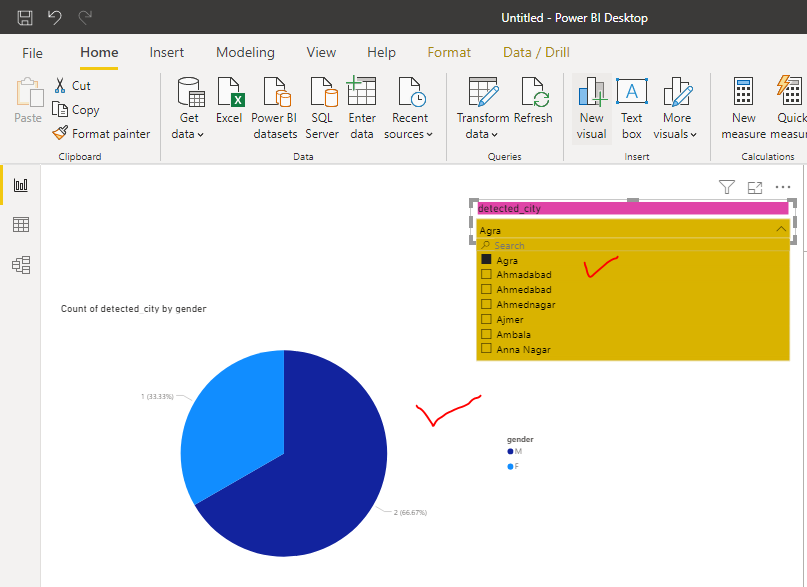 Untitled - Power BI Desktop
File Home Insert Modeling View Help Format Data / Drill
Paste
Cut
Copy
Format painter
Clipboard
Get data
Excel
Power BI datasets
SQL Server
Enter data
Recent sources
Data
Transform data
Refresh
Queries
New visual
Text box
More visuals
Insert
New measure
Quick measu
Calculations
detected_city
Agra
Search
Agra
Ahmadabad
Ahmedabad
Ahmednagar
Ajmer
Ambala
Anna Nagar
Count of detected_city by gender
1 (33.33%)
2 (66.67%)
gender
M
F